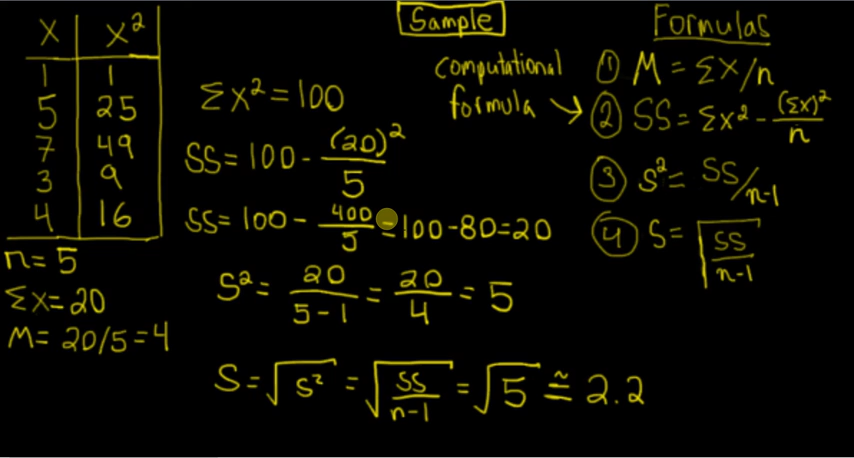 Sample
X X²
1 1
5 25
7 49
3 9
4 16
n = 5
ΣX = 20
M = 20/5 = 4
ΣX² = 100
SS = 100 - (20)²/5
SS = 100 - 400/5 = 100 - 80 = 20
S² = 20/5-1 = 20/4 = 5
S = √S² = √SS/n-1 = √5 ≅ 2.2
computational
formula →
Formulas
① M = ΣX/n
② SS = ΣX² - (ΣX)²/n
③ S² = SS/n-1
④ S = √SS/n-1